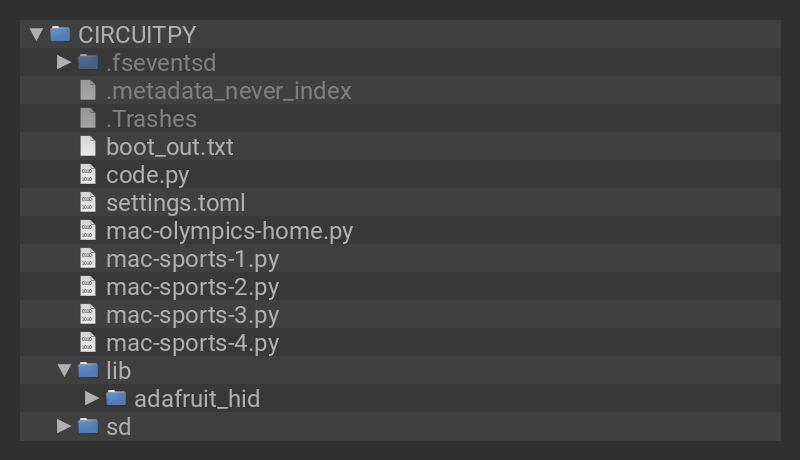 CIRCUITPY
.fseventsd
.metadata_never_index
.Trashes
boot_out.txt
code.py
settings.toml
mac-olympics-home.py
mac-sports-1.py
mac-sports-2.py
mac-sports-3.py
mac-sports-4.py
lib
adafruit_hid
sd